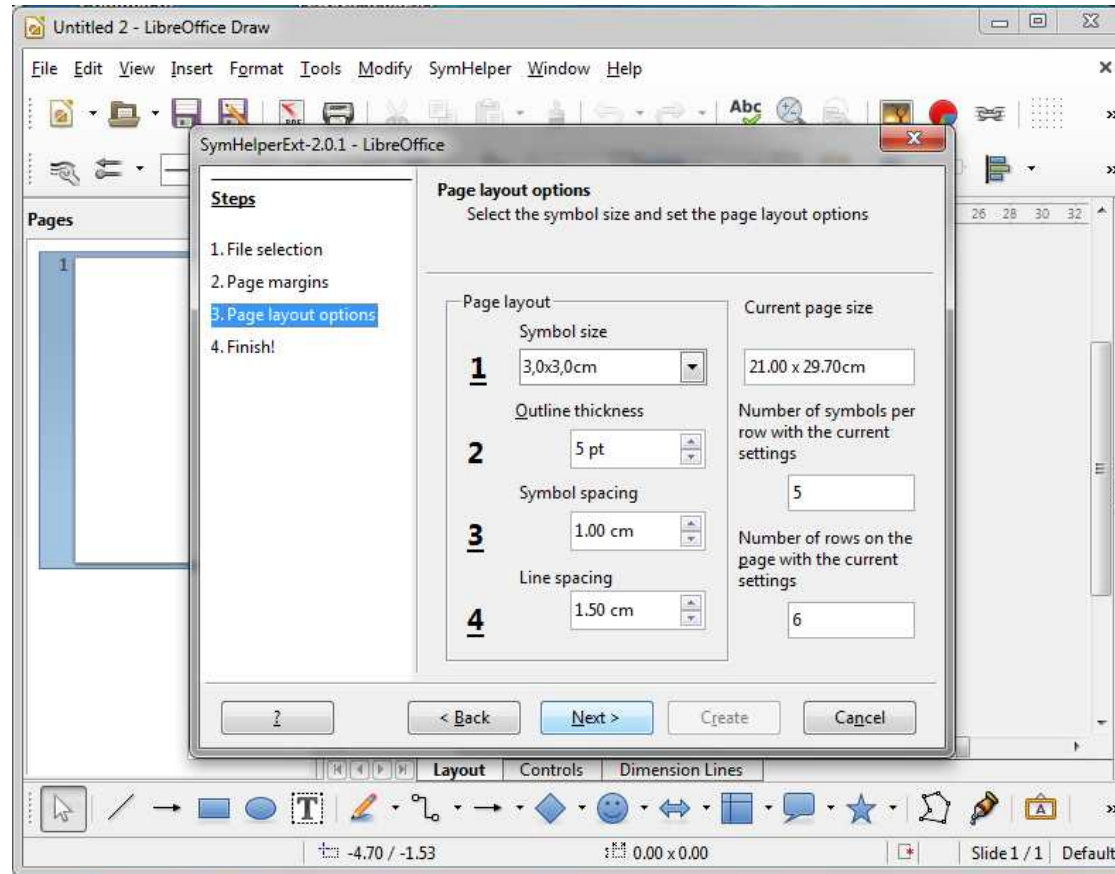 Untitled 2 - LibreOffice Draw
File Edit View Insert Format Tools Modify SymHelper Window Help
Abc
SymHelperExt-2.0.1 - LibreOffice
Pages
1
26 28 30 32
Steps
1. File selection
2. Page margins
3. Page layout options
4. Finish!
Page layout options
Select the symbol size and set the page layout options
Page layout
Symbol size
1 3,0x3,0cm
Outline thickness
2 5 pt
Symbol spacing
3 1.00 cm
Line spacing
4 1.50 cm
Current page size
21.00 x 29.70cm
Number of symbols per
row with the current
settings
5
Number of rows on the
page with the current
settings
6
? < Back Next > Create Cancel
Layout Controls Dimension Lines
T A
-4.70 / -1.53 0.00 x 0.00 Slide 1 / 1 Default